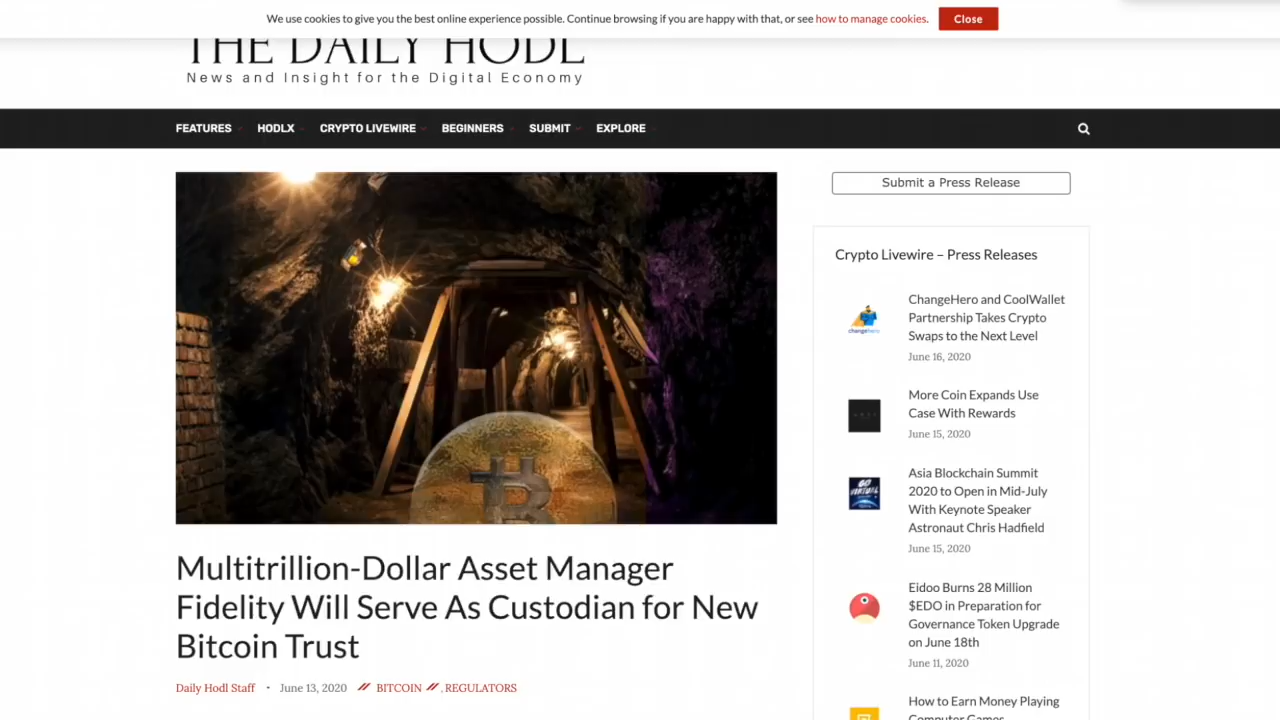 We use cookies to give you the best online experience possible. Continue browsing if you are happy with that, or see how to manage cookies.
Close
THE DAILY HODL
News and Insight for the Digital Economy
FEATURES HODLX CRYPTO LIVEWIRE BEGINNERS SUBMIT EXPLORE
Multitrillion-Dollar Asset Manager
Fidelity Will Serve As Custodian for New
Bitcoin Trust
Daily Hodl Staff • June 13, 2020 // BITCOIN //, REGULATORS
Submit a Press Release
Crypto Livewire – Press Releases
changehero
ChangeHero and CoolWallet
Partnership Takes Crypto
Swaps to the Next Level
June 16, 2020
More Coin Expands Use
Case With Rewards
June 15, 2020
GO
VIRTUAL
Asia Blockchain Summit
2020 to Open in Mid-July
With Keynote Speaker
Astronaut Chris Hadfield
June 15, 2020
Eidoo Burns 28 Million
$EDO in Preparation for
Governance Token Upgrade
on June 18th
June 11, 2020
How to Earn Money Playing
Computer Games